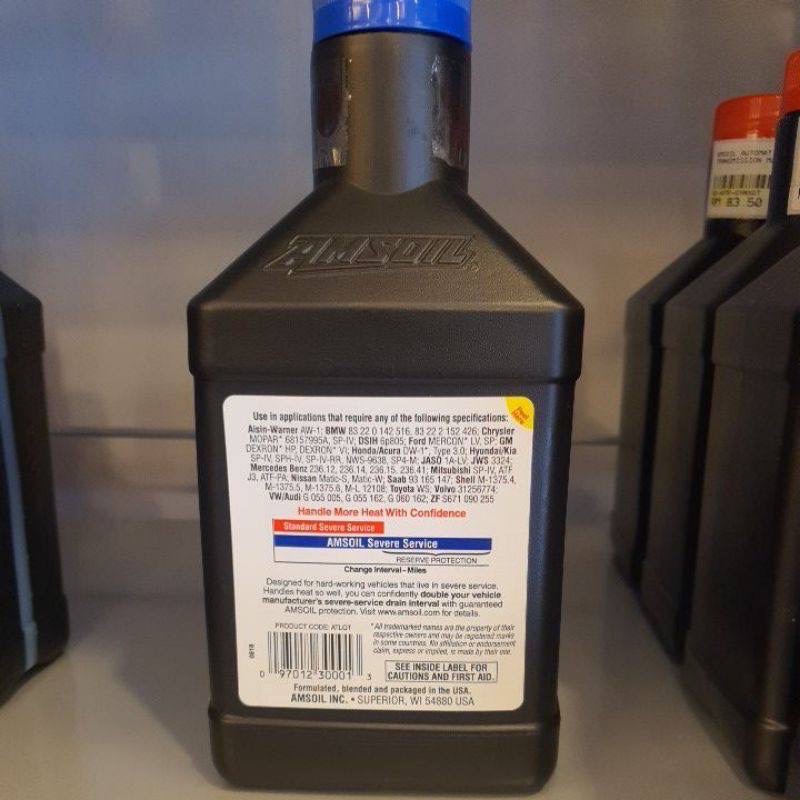 AMSOIL
Use in applications that require any of the following specifications:
Aisin-Warner AW-1; BMW 83 22 0 142 516, 83 22 2 152 426; Chrysler
MOPAR* 68157995A, SP-IV; DSIH 6p805; Ford MERCON* LV, SP; GM
DEXRON* HP, DEXRON* VI; Honda/Acura DW-1*, Type 3.0; Hyundai/Kia
SP-IV, SPH-IV, SP-IV-RR, NWS-9638, SP4-M; JASO 1A-LV; JWS 3324;
Mercedes Benz 236.12, 236.14, 236.15, 236.41; Mitsubishi SP-IV, ATF
J3, ATF-PA; Nissan Matic-S, Matic-W; Saab 93 165 147; Shell M-1375.4,
M-1375.5, M-1375.6, M-L 12108; Toyota WS; Volvo 31256774;
VW/Audi G 055 005, G 055 162, G 060 162; ZF S671 090 255
Handle More Heat With Confidence
Standard Severe Service
AMSOIL Severe Service
RESERVE PROTECTION
Change Interval – Miles
Designed for hard-working vehicles that live in severe service.
Handles heat so well, you can confidently double your vehicle
manufacturer's severe-service drain interval with guaranteed
AMSOIL protection. Visit www.amsoil.com for details.
PRODUCT CODE: ATLQT
*All trademarked names are the property of their
respective owners and may be registered marks
in some countries. No affiliation or endorsement
claim, express or implied, is made by their use.
0818
0 97012 30001 3
SEE INSIDE LABEL FOR
CAUTIONS AND FIRST AID.
Formulated, blended and packaged in the USA.
AMSOIL INC. • SUPERIOR, WI 54880 USA
AMSOIL AUTOMAT
TRANSMISSION
RM 83 50